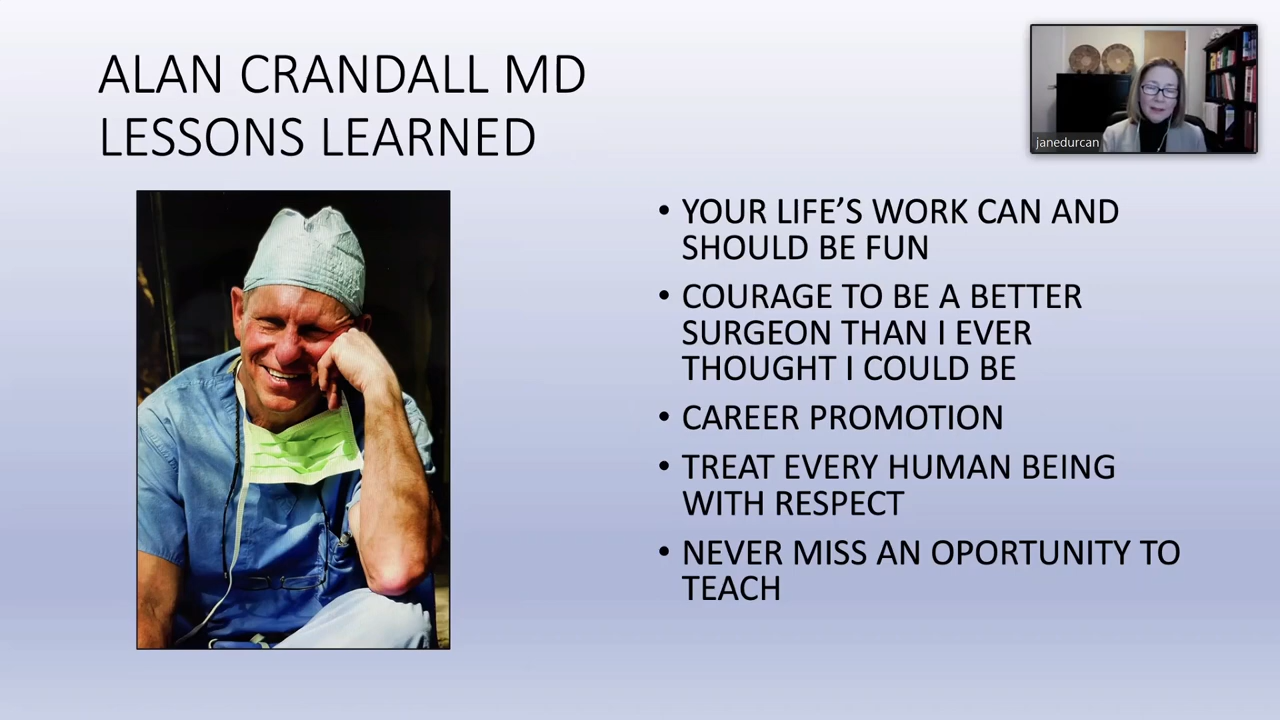 ALAN CRANDALL MD
LESSONS LEARNED
janedurcan
• YOUR LIFE’S WORK CAN AND
SHOULD BE FUN
• COURAGE TO BE A BETTER
SURGEON THAN I EVER
THOUGHT I COULD BE
• CAREER PROMOTION
• TREAT EVERY HUMAN BEING
WITH RESPECT
• NEVER MISS AN OPORTUNITY TO
TEACH